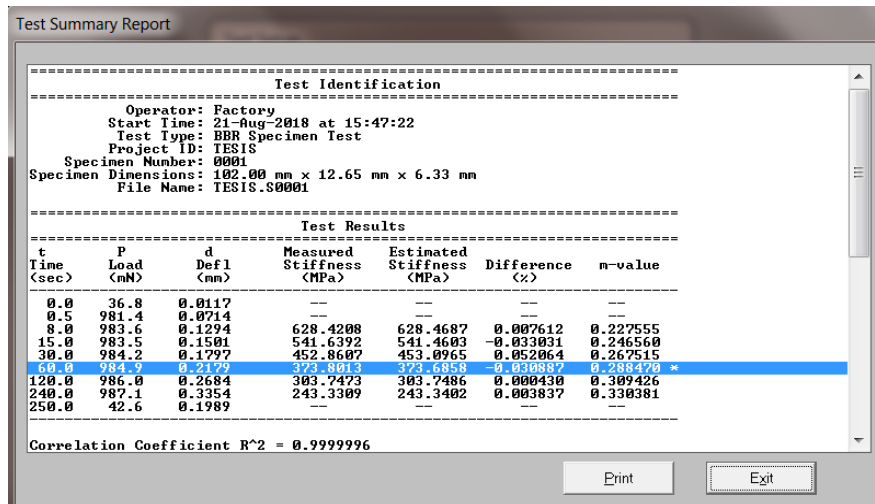 Test Summary Report
==========================================================================
Test Identification
==========================================================================
Operator: Factory
Start Time: 21-Aug-2018 at 15:47:22
Test Type: BBR Specimen Test
Project ID: TESIS
Specimen Number: 0001
Specimen Dimensions: 102.00 mm x 12.65 mm x 6.33 mm
File Name: TESIS.S0001
==========================================================================
Test Results
==========================================================================
t P d Measured Estimated
Time Load Defl Stiffness Stiffness Difference m-value
(sec) (mN) (mm) (MPa) (MPa) (%)
--------------------------------------------------------------------------
0.0 36.8 0.0117 -- -- -- --
0.5 981.4 0.0714 -- -- -- --
8.0 983.6 0.1294 628.4208 628.4687 0.007612 0.227555
15.0 983.5 0.1501 541.6392 541.4603 -0.033031 0.246560
30.0 984.2 0.1797 452.8607 453.0965 0.052064 0.267515
60.0 984.9 0.2179 373.8013 373.6858 -0.030887 0.288470 *
120.0 986.0 0.2684 303.7473 303.7486 0.000430 0.309426
240.0 987.1 0.3354 243.3309 243.3402 0.003837 0.330381
250.0 42.6 0.1989 -- -- -- --
--------------------------------------------------------------------------
Correlation Coefficient R^2 = 0.9999996
Print Exit